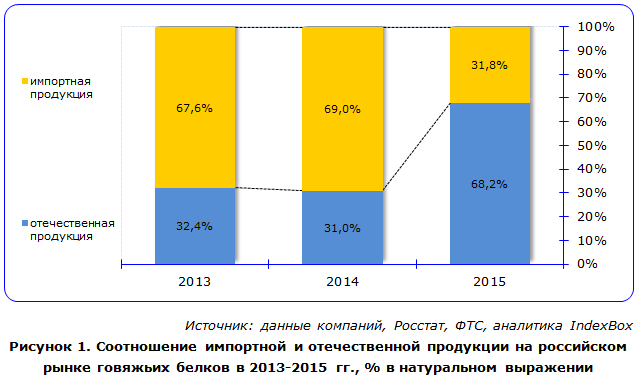 100%
90%
80%
70%
60%
50%
40%
30%
20%
10%
0%
импортная
продукция
отечественная
продукция
67,6%
69,0%
31,8%
32,4%
31,0%
68,2%
2013
2014
2015
Источник: данные компаний, Росстат, ФТС, аналитика IndexBox
Рисунок 1. Соотношение импортной и отечественной продукции на российском
рынке говяжьих белков в 2013-2015 гг., % в натуральном выражении